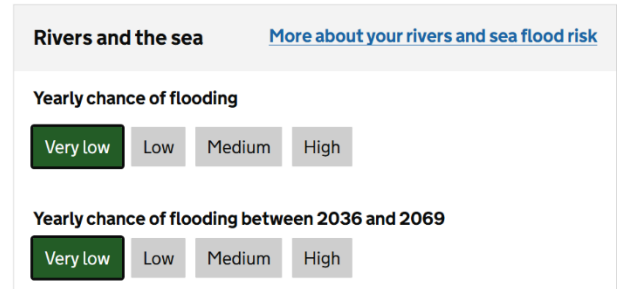 Rivers and the sea More about your rivers and sea flood risk
Yearly chance of flooding
Very low Low Medium High
Yearly chance of flooding between 2036 and 2069
Very low Low Medium High